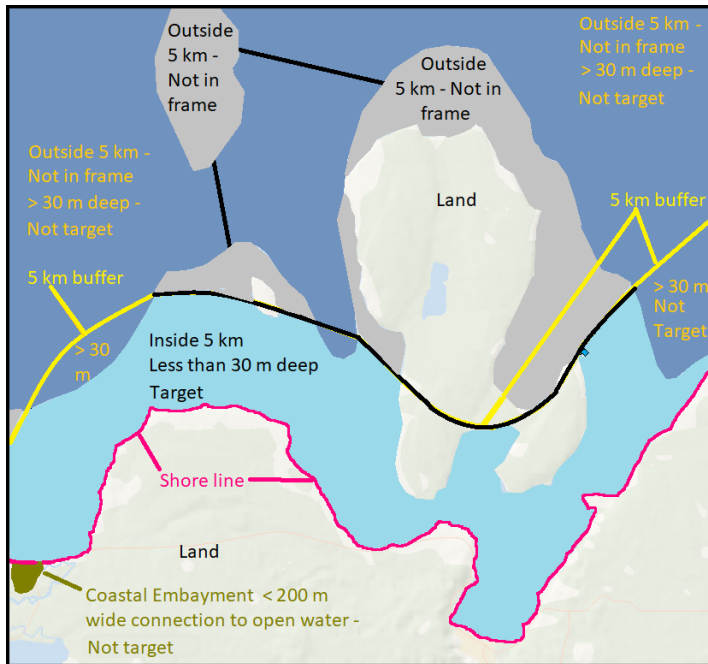 Outside
5 km -
Not in
frame
Outside
5 km - Not in
frame
Outside 5 km -
Not in frame
> 30 m deep -
Not target
Outside 5 km -
Not in frame
> 30 m deep -
Not target
Land
5 km buffer
5 km buffer
> 30 m
Not
Target
> 30
m
Inside 5 km
Less than 30 m deep
Target
Shore line
Land
Coastal Embayment < 200 m
wide connection to open water -
Not target